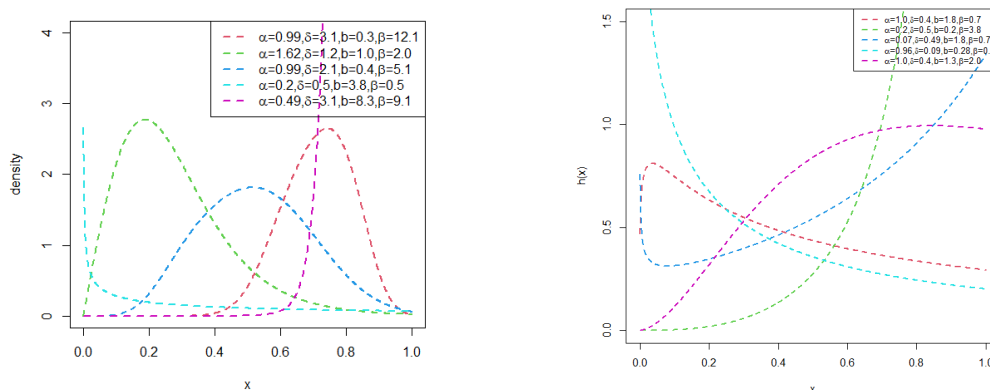 α=0.99,δ=3.1,b=0.3,β=12.1
α=1.62,δ=1.2,b=1.0,β=2.0
α=0.99,δ=2.1,b=0.4,β=5.1
α=0.2,δ=0.5,b=3.8,β=0.5
α=0.49,δ=3.1,b=8.3,β=9.1
density
4
3
2
1
0
0.0 0.2 0.4 0.6 0.8 1.0
x
α=1.0,δ=0.4,b=1.8,β=0.7
α=0.2,δ=0.5,b=0.2,β=3.8
α=0.07,δ=0.49,b=1.8,β=0.7
α=0.96,δ=0.09,b=0.28,β=0.
α=1.0,δ=0.4,b=1.3,β=2.0
h(x)
1.5
1.0
0.5
0.0
0.0 0.2 0.4 0.6 0.8 1.0
x